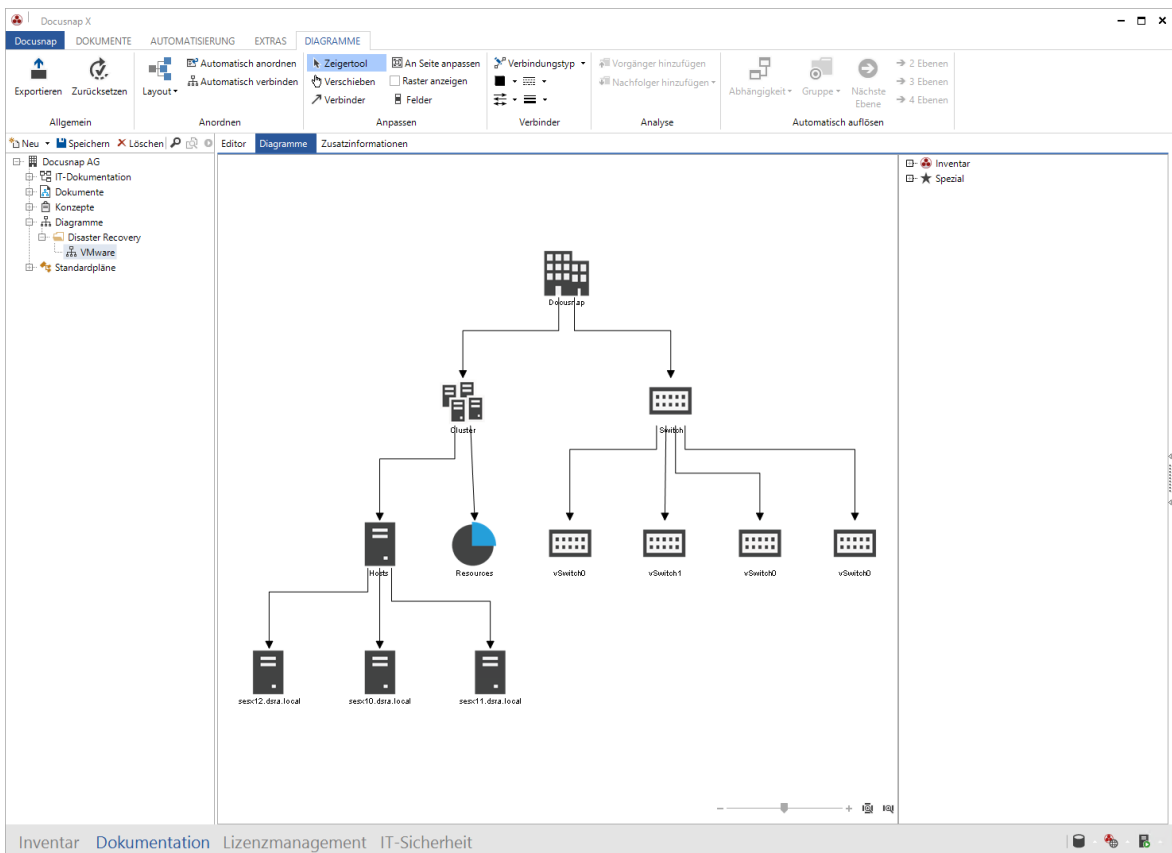 Docusnap X
Docusnap DOKUMENTE AUTOMATISIERUNG EXTRAS DIAGRAMME
Exportieren Zurücksetzen
Allgemein
Layout
Automatisch anordnen
Automatisch verbinden
Anordnen
Zeigertool An Seite anpassen
Verschieben Raster anzeigen
Verbinder Felder
Anpassen
Verbindungstyp
Verbinder
Vorgänger hinzufügen
Nachfolger hinzufügen
Analyse
Abhängigkeit Gruppe Nächste
Ebene
2 Ebenen
3 Ebenen
4 Ebenen
Automatisch auflösen
Neu Speichern Löschen
Editor Diagramme Zusatzinformationen
Docusnap AG
IT-Dokumentation
Dokumente
Konzepte
Diagramme
Disaster Recovery
VMware
Standardpläne
Inventar
Spezial
Docusnap
Cluster Switch
Hosts Resources vSwitch0 vSwitch1 vSwitch0 vSwitch0
sesx12.dsra.local sesx10.dsra.local sesx11.dsra.local
Inventar Dokumentation Lizenzmanagement IT-Sicherheit